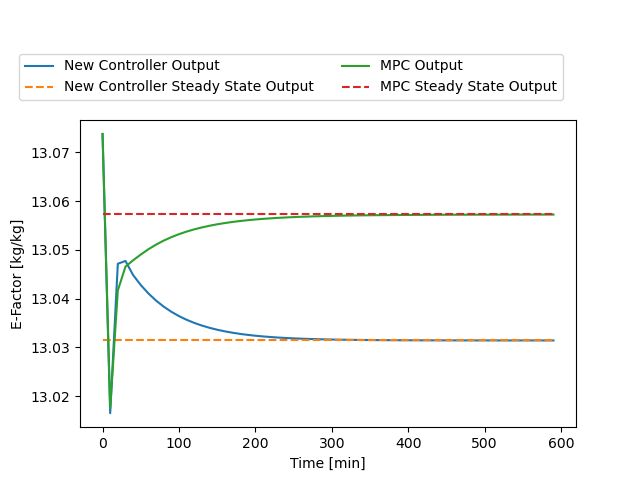 New Controller Output
New Controller Steady State Output
MPC Output
MPC Steady State Output
E-Factor [kg/kg]
13.07
13.06
13.05
13.04
13.03
13.02
0 100 200 300 400 500 600
Time [min]